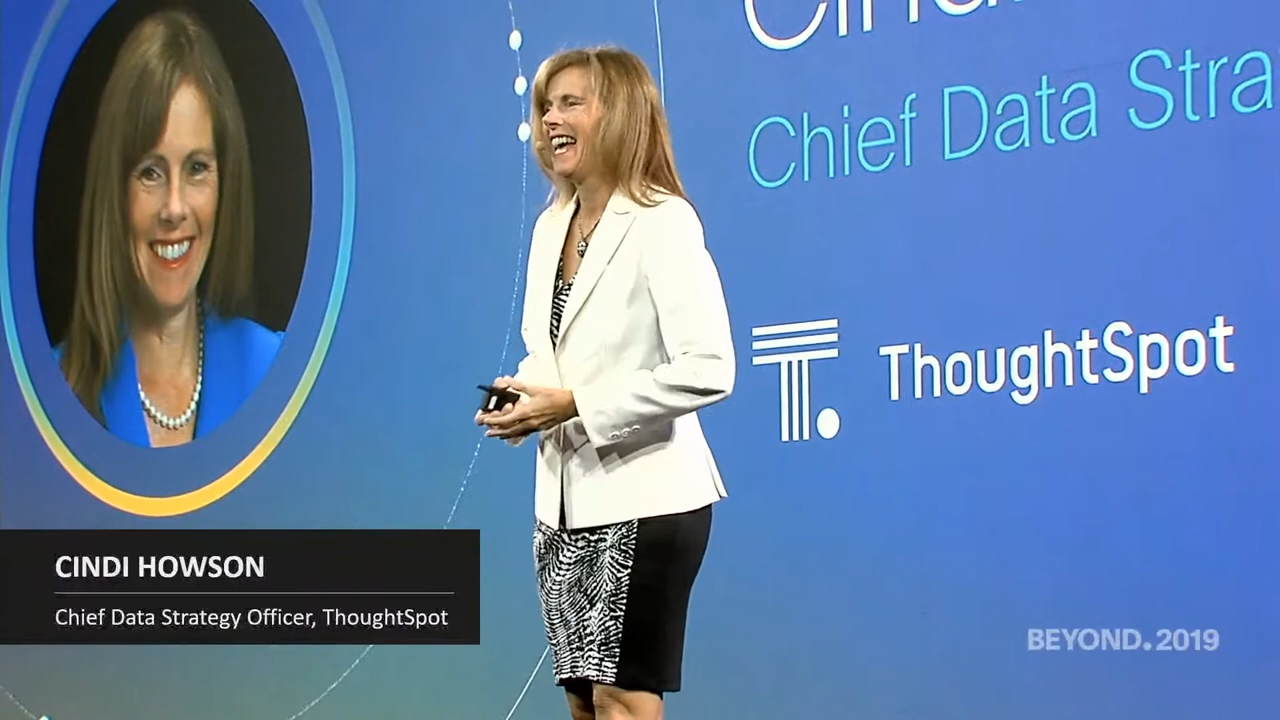 Chief Data Stra
T.
ThoughtSpot
CINDI HOWSON
Chief Data Strategy Officer, ThoughtSpot
BEYOND.2019